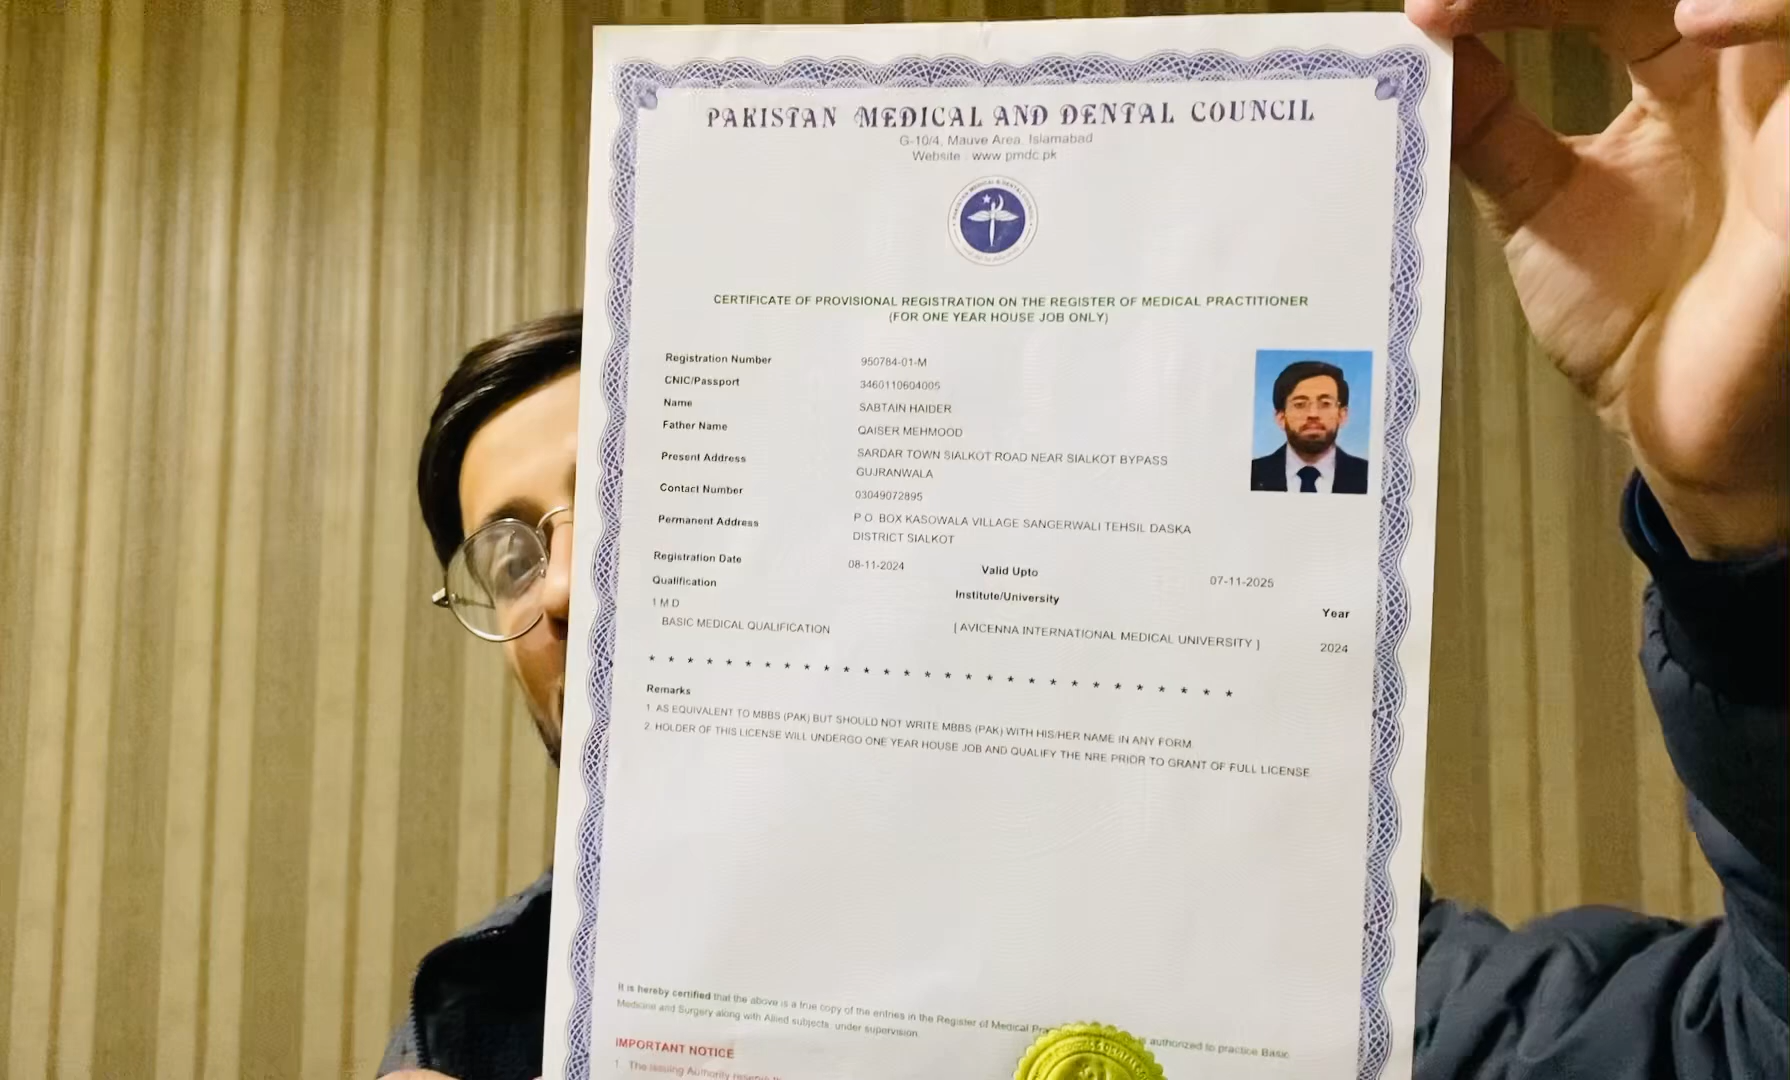 PAKISTAN MEDICAL AND DENTAL COUNCIL
G-10/4, Mauve Area, Islamabad
Website : www.pmdc.pk
CERTIFICATE OF PROVISIONAL REGISTRATION ON THE REGISTER OF MEDICAL PRACTITIONER
(FOR ONE YEAR HOUSE JOB ONLY)
Registration Number 950784-01-M
CNIC/Passport 3460110604005
Name SABTAIN HAIDER
Father Name QAISER MEHMOOD
Present Address SARDAR TOWN SIALKOT ROAD NEAR SIALKOT BYPASS
GUJRANWALA
Contact Number 03049072895
Permanent Address P.O. BOX KASOWALA VILLAGE SANGERWALI TEHSIL DASKA
DISTRICT SIALKOT
Registration Date 08-11-2024 Valid Upto 07-11-2025
Qualification Institute/University Year
1 M D
BASIC MEDICAL QUALIFICATION [ AVICENNA INTERNATIONAL MEDICAL UNIVERSITY ] 2024
* * * * * * * * * * * * * * * * * * * * * * * * * * * * *
Remarks
1. AS EQUIVALENT TO MBBS (PAK) BUT SHOULD NOT WRITE MBBS (PAK) WITH HIS/HER NAME IN ANY FORM.
2. HOLDER OF THIS LICENSE WILL UNDERGO ONE YEAR HOUSE JOB AND QUALIFY THE NRE PRIOR TO GRANT OF FULL LICENSE
It is hereby certified that the above is a true copy of the entries in the Register of Medical is authorized to practice Basic
Medicine and Surgery along with Allied subjects under supervision.
IMPORTANT NOTICE
1. The issuing Authority